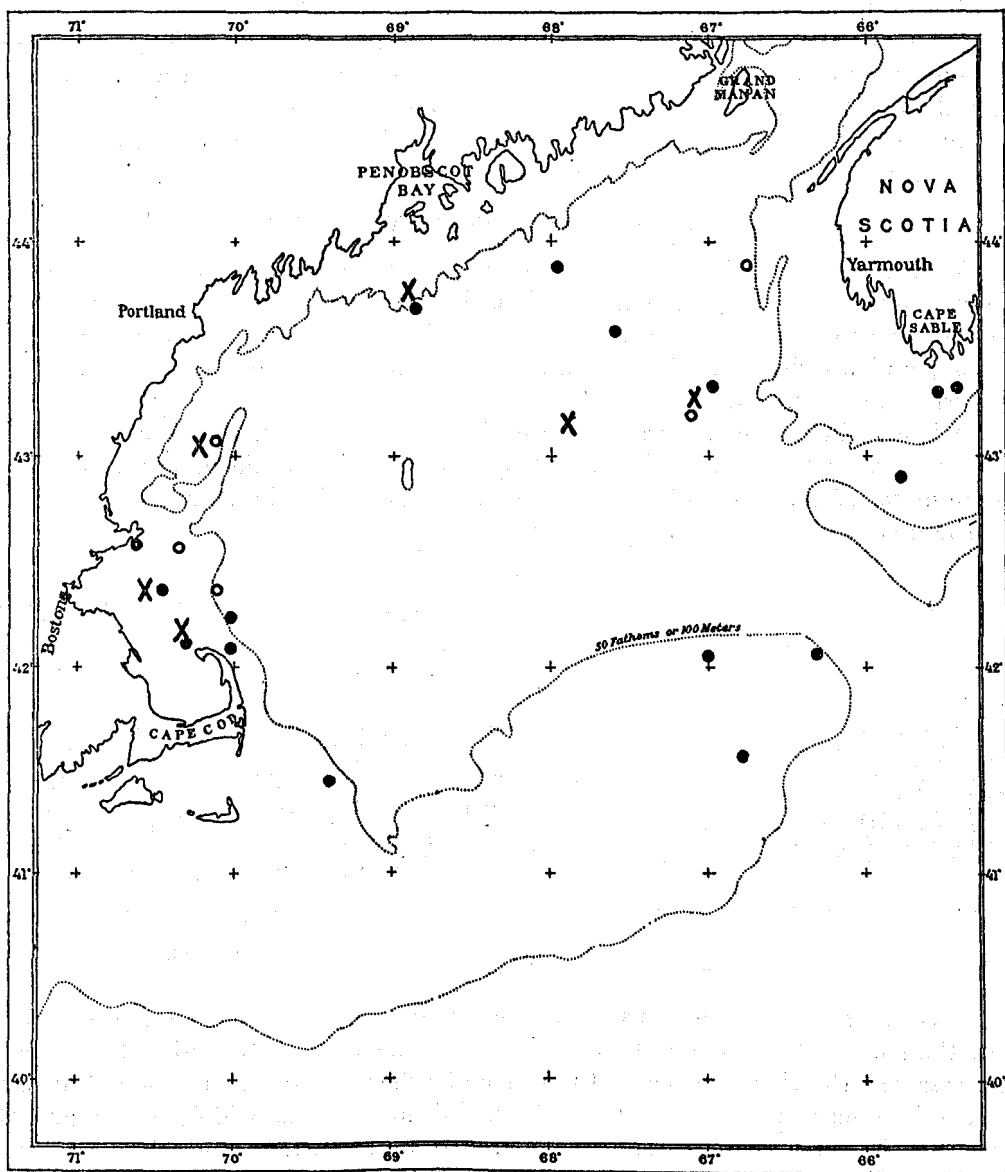 71° 70° 69° 68° 67° 66°
GRAND
MANAN
PENOBSCOT
BAY
NOVA
SCOTIA
44° 44°
Yarmouth
Portland
CAPE
SABLE
43° 43°
Boston
50 Fathoms or 100 Meters
42° 42°
CAPE COD
41° 41°
40° 40°
71° 70° 69° 68° 67° 66°